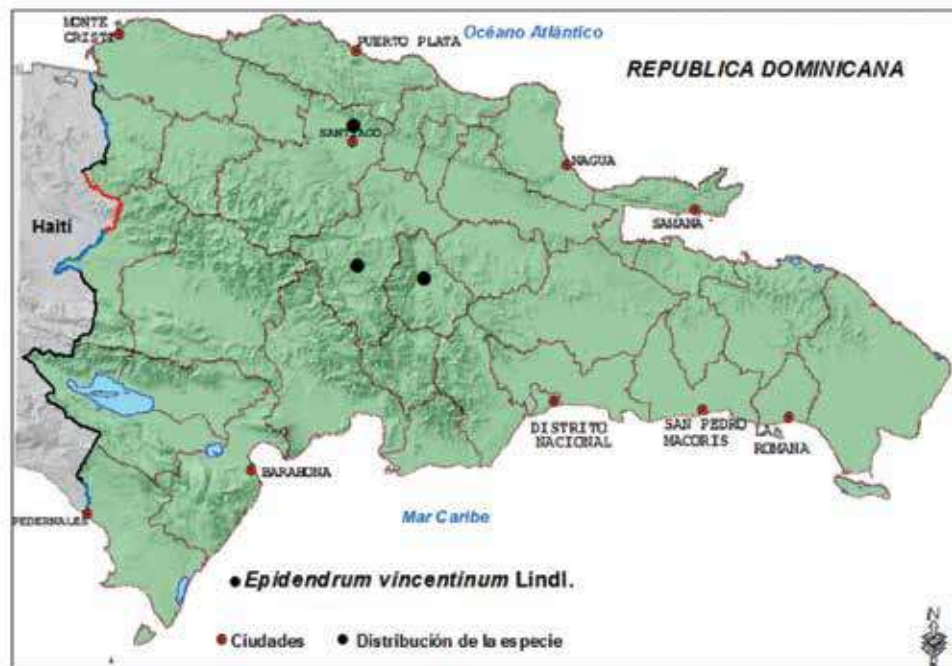 MONTE
CRISTI
PUERTO PLATA
Océano Atlántico
REPUBLICA DOMINICANA
SANTIAGO
NAGUA
SAMANA
Haití
DISTRITO
NACIONAL
SAN PEDRO
MACORIS
LA
ROMANA
BARAHONA
PEDERNALES
Mar Caribe
Epidendrum vincentinum Lindl.
Ciudades
Distribución de la especie
N